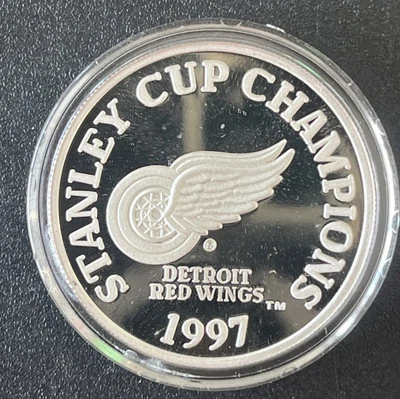 STANLEY CUP CHAMPIONS
DETROIT
RED WINGS™
1997